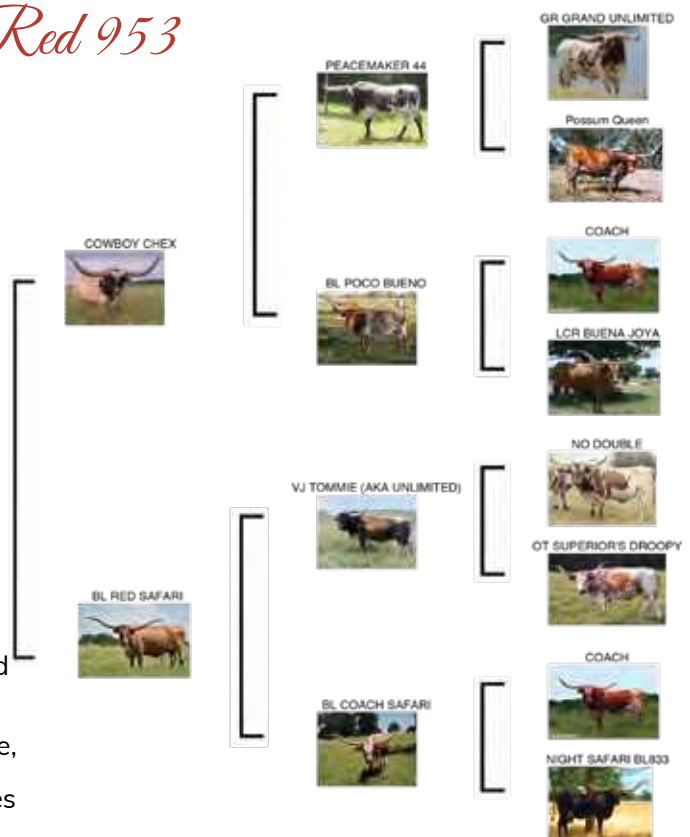 Red 953
GR GRAND UNLIMITED
PEACEMAKER 44
Possum Queen
COWBOY CHEX
COACH
BL POCO BUENO
LCR BUENA JOYA
NO DOUBLE
VJ TOMMIE (AKA UNLIMITED)
OT SUPERIOR'S DROOPY
BL RED SAFARI
COACH
d
BL COACH SAFARI
e,
NIGHT SAFARI BL833
es